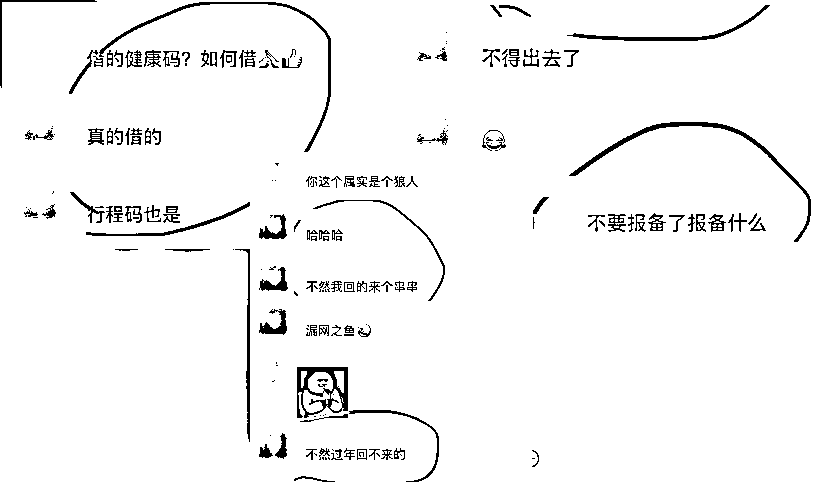 借的健康码？如何借
真的借的
行程码也是
你这个属实是个狼人
哈哈哈
不然我回的来个串串
漏网之鱼
不然过年回不来的
不得出去了
不要报备了报备什么